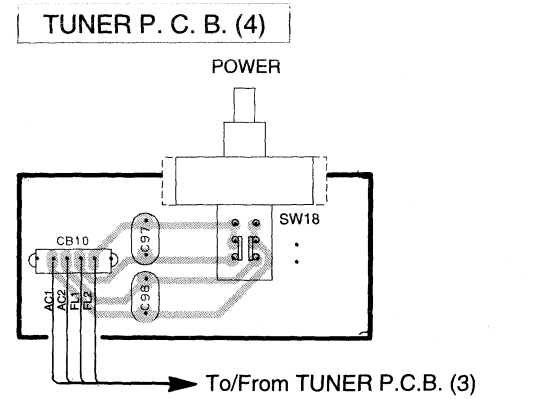 TUNER P. C. B. (4)
POWER
SW18
CB10
C97
C98
AC1
AC2
FL1
FL2
To/From TUNER P.C.B. (3)